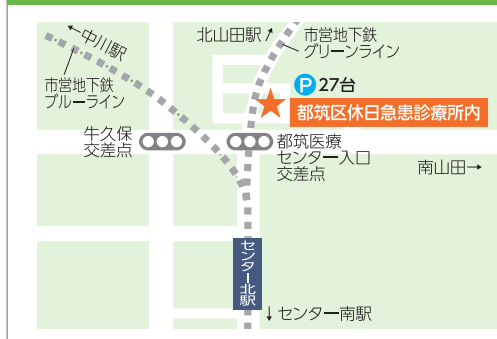 ←中川駅
北山田駅↗
市営地下鉄
グリーンライン
市営地下鉄
ブルーライン
P 27台
都筑区休日急患診療所内
牛久保
交差点
都筑医療
センター入口
交差点
南山田→
センター北駅
↓センター南駅